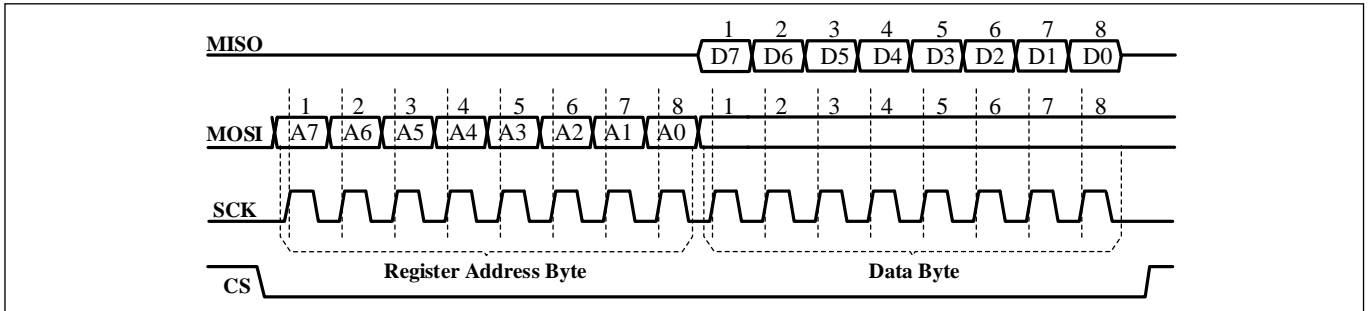 1 2 3 4 5 6 7 8
MISO D7 D6 D5 D4 D3 D2 D1 D0
1 2 3 4 5 6 7 8 1 2 3 4 5 6 7 8
MOSI A7 A6 A5 A4 A3 A2 A1 A0
SCK
Register Address Byte Data Byte
CS